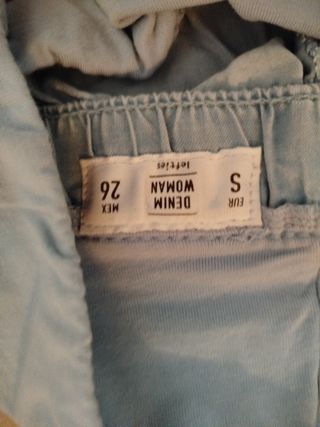 EUR
S
DENIM
WOMAN
lefties
MEX
26